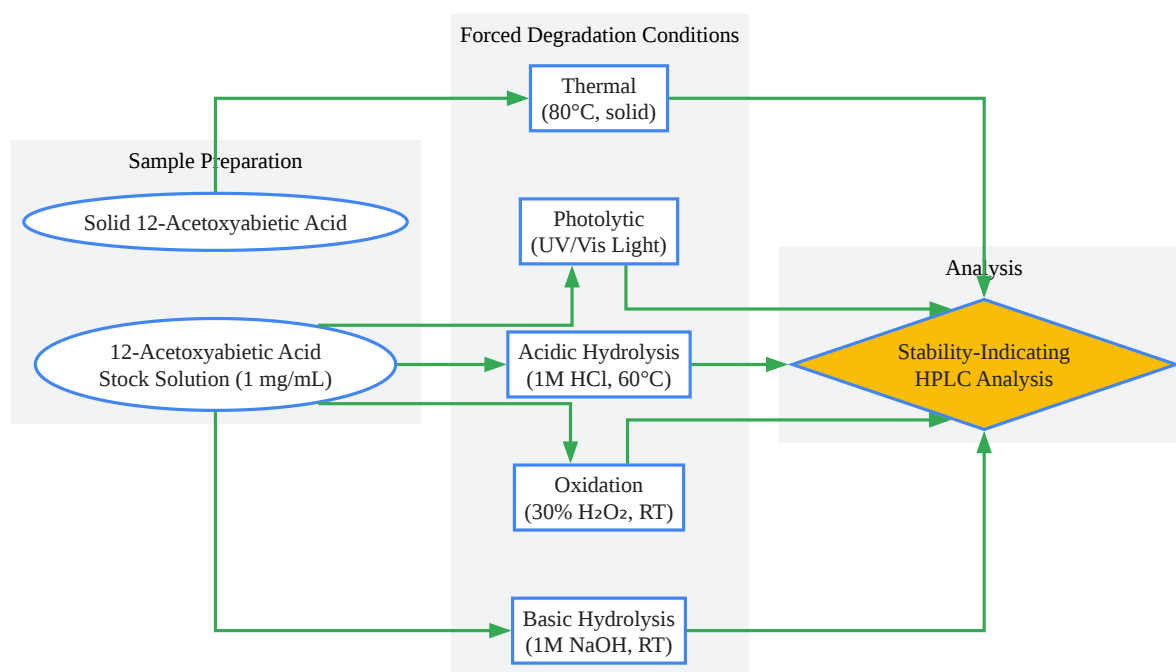 Forced Degradation Conditions
Thermal
(80°C, solid)
Sample Preparation
Solid 12-Acetoxyabietic Acid
Photolytic
(UV/Vis Light)
Analysis
12-Acetoxyabietic Acid
Stock Solution (1 mg/mL)
Acidic Hydrolysis
(1M HCl, 60°C)
Stability-Indicating
HPLC Analysis
Oxidation
(30% H₂O₂, RT)
Basic Hydrolysis
(1M NaOH, RT)